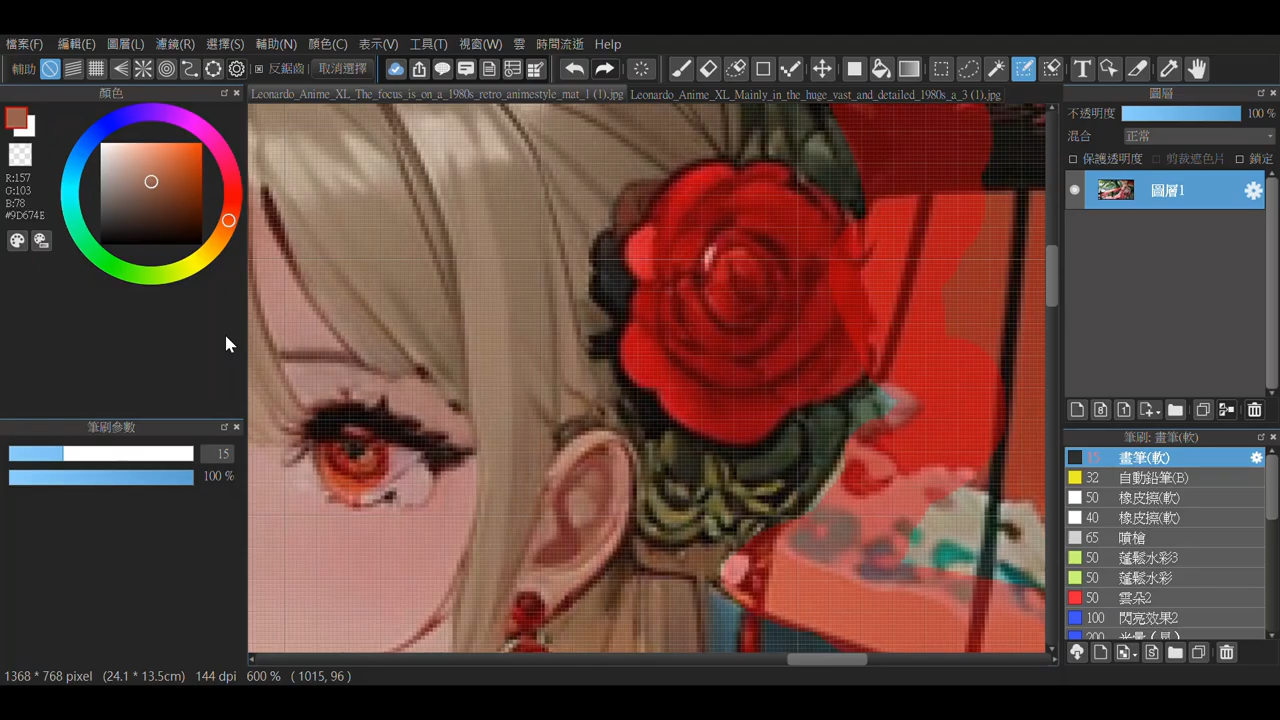 檔案(F) 編輯(E) 圖層(L) 濾鏡(R) 選擇(S) 輔助(N) 顏色(C) 表示(V) 工具(T) 視窗(W) 雲 時間流逝 Help
輔助 反鋸齒 取消選擇
顏色
Leonardo_Anime_XL_The_focus_is_on_a_1980s_retro_animestyle_mat_1 (1).jpg
Leonardo_Anime_XL_Mainly_in_the_huge_vast_and_detailed_1980s_a_3 (1).jpg
圖層
不透明度 100 %
混合 正常
保護透明度 剪裁遮色片 鎖定
圖層1
R:157
G:103
B:78
#9D674E
筆刷參數
15
100 %
筆刷: 畫筆(軟)
15 畫筆(軟)
32 自動鉛筆(B)
50 橡皮擦(軟)
40 橡皮擦(軟)
65 噴槍
50 蓬鬆水彩3
50 蓬鬆水彩
50 雲朵2
100 閃亮效果2
1368 * 768 pixel (24.1 * 13.5cm) 144 dpi 600 % ( 1015, 96 )